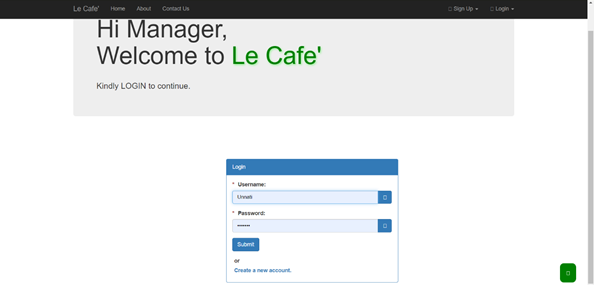 Le Cafe' Home About Contact Us Sign Up Login
Hi Manager,
Welcome to Le Cafe'
Kindly LOGIN to continue.
Login
* Username:
Unnati
* Password:
•••••••
Submit
or
Create a new account.